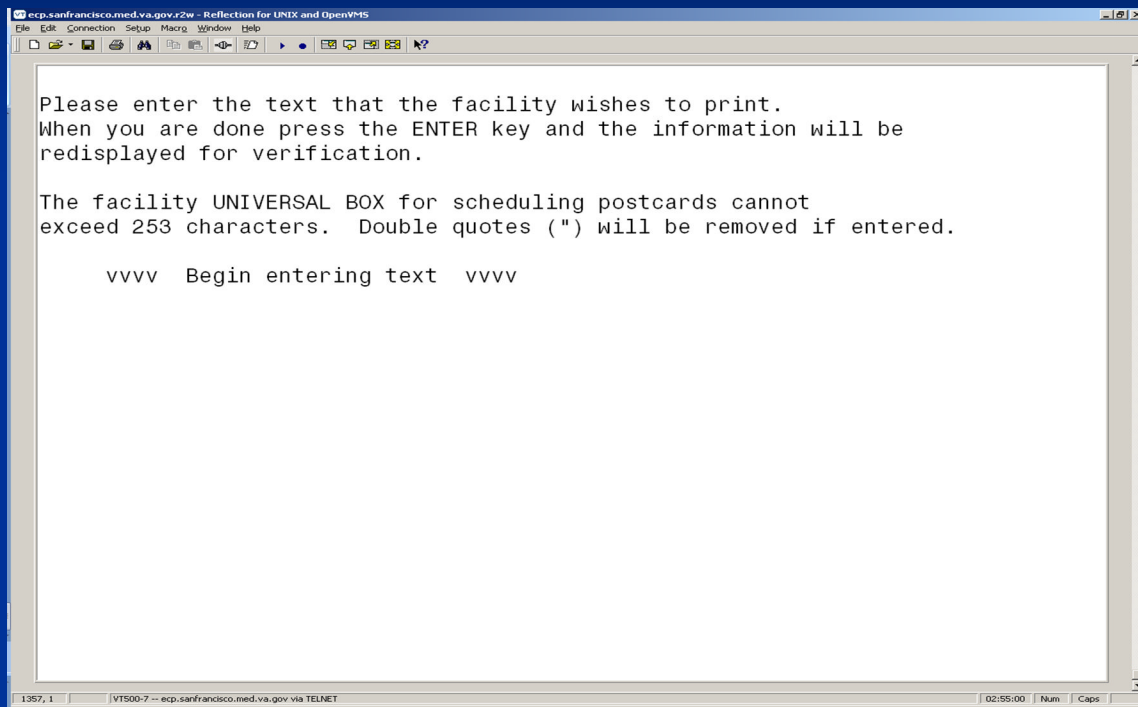 ecp.sanfrancisco.med.va.gov.r2w - Reflection for UNIX and OpenVMS
File Edit Connection Setup Macro Window Help
Please enter the text that the facility wishes to print.
When you are done press the ENTER key and the information will be
redisplayed for verification.
The facility UNIVERSAL BOX for scheduling postcards cannot
exceed 253 characters.  Double quotes (") will be removed if entered.
vvvv  Begin entering text  vvvv
1357, 1 VT500-7 -- ecp.sanfrancisco.med.va.gov via TELNET 02:55:00 Num Caps